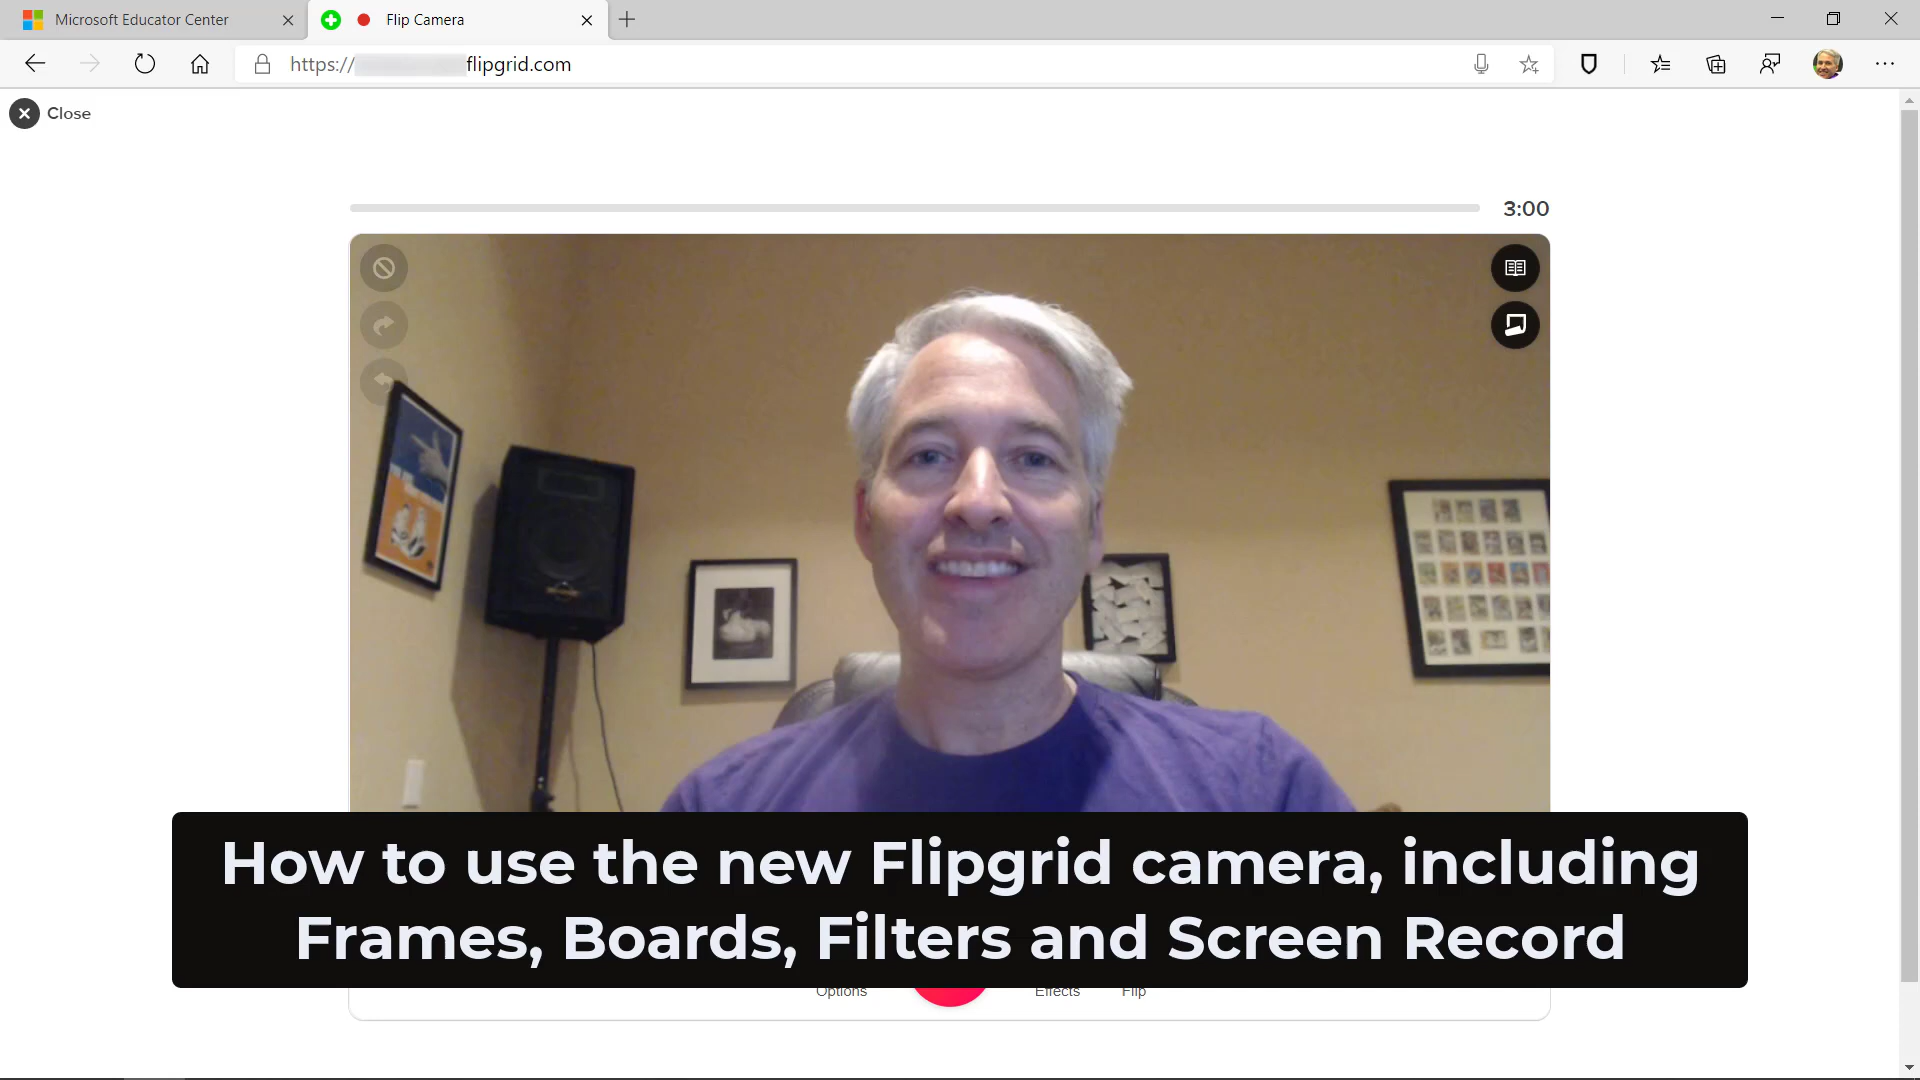 Microsoft Educator Center
Flip Camera
https://
flipgrid.com
Close
3:00
How to use the new Flipgrid camera, including
Frames, Boards, Filters and Screen Record
Options
Effects
Flip